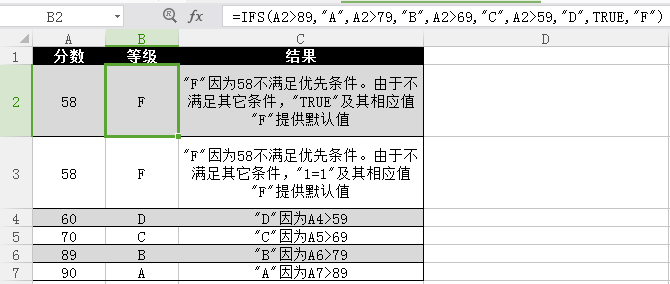 B2 fx =IFS(A2>89,"A",A2>79,"B",A2>69,"C",A2>59,"D",TRUE,"F")
A B C D
1 分数 等级 结果
"F"因为58不满足优先条件。由于不
2 58 F 满足其它条件，"TRUE"及其相应值
"F"提供默认值
"F"因为58不满足优先条件。由于不
3 58 F 满足其它条件，"1=1"及其相应值
"F"提供默认值
4 60 D "D"因为A4>59
5 70 C "C"因为A5>69
6 89 B "B"因为A6>79
7 90 A "A"因为A7>89